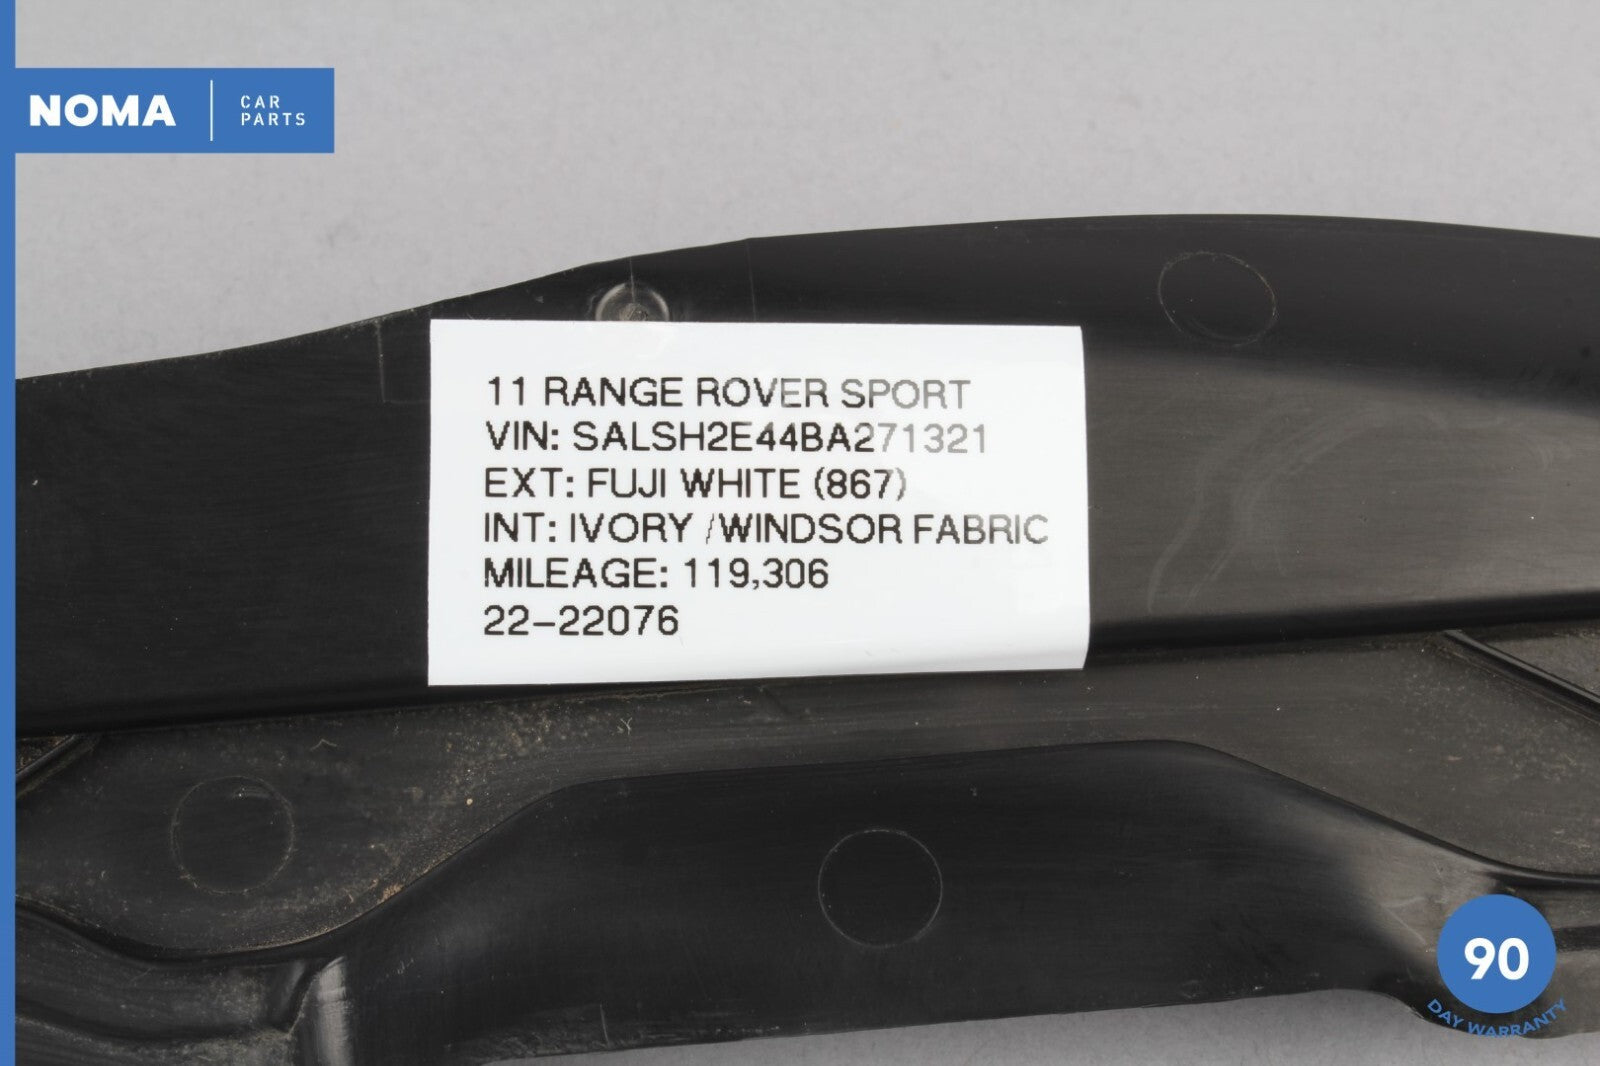 NOMA
CAR
PARTS
11 RANGE ROVER SPORT
VIN: SALSH2E44BA271321
EXT: FUJI WHITE (867)
INT: IVORY /WINDSOR FABRIC
MILEAGE: 119,306
22-22076
90
DAY WARRANTY